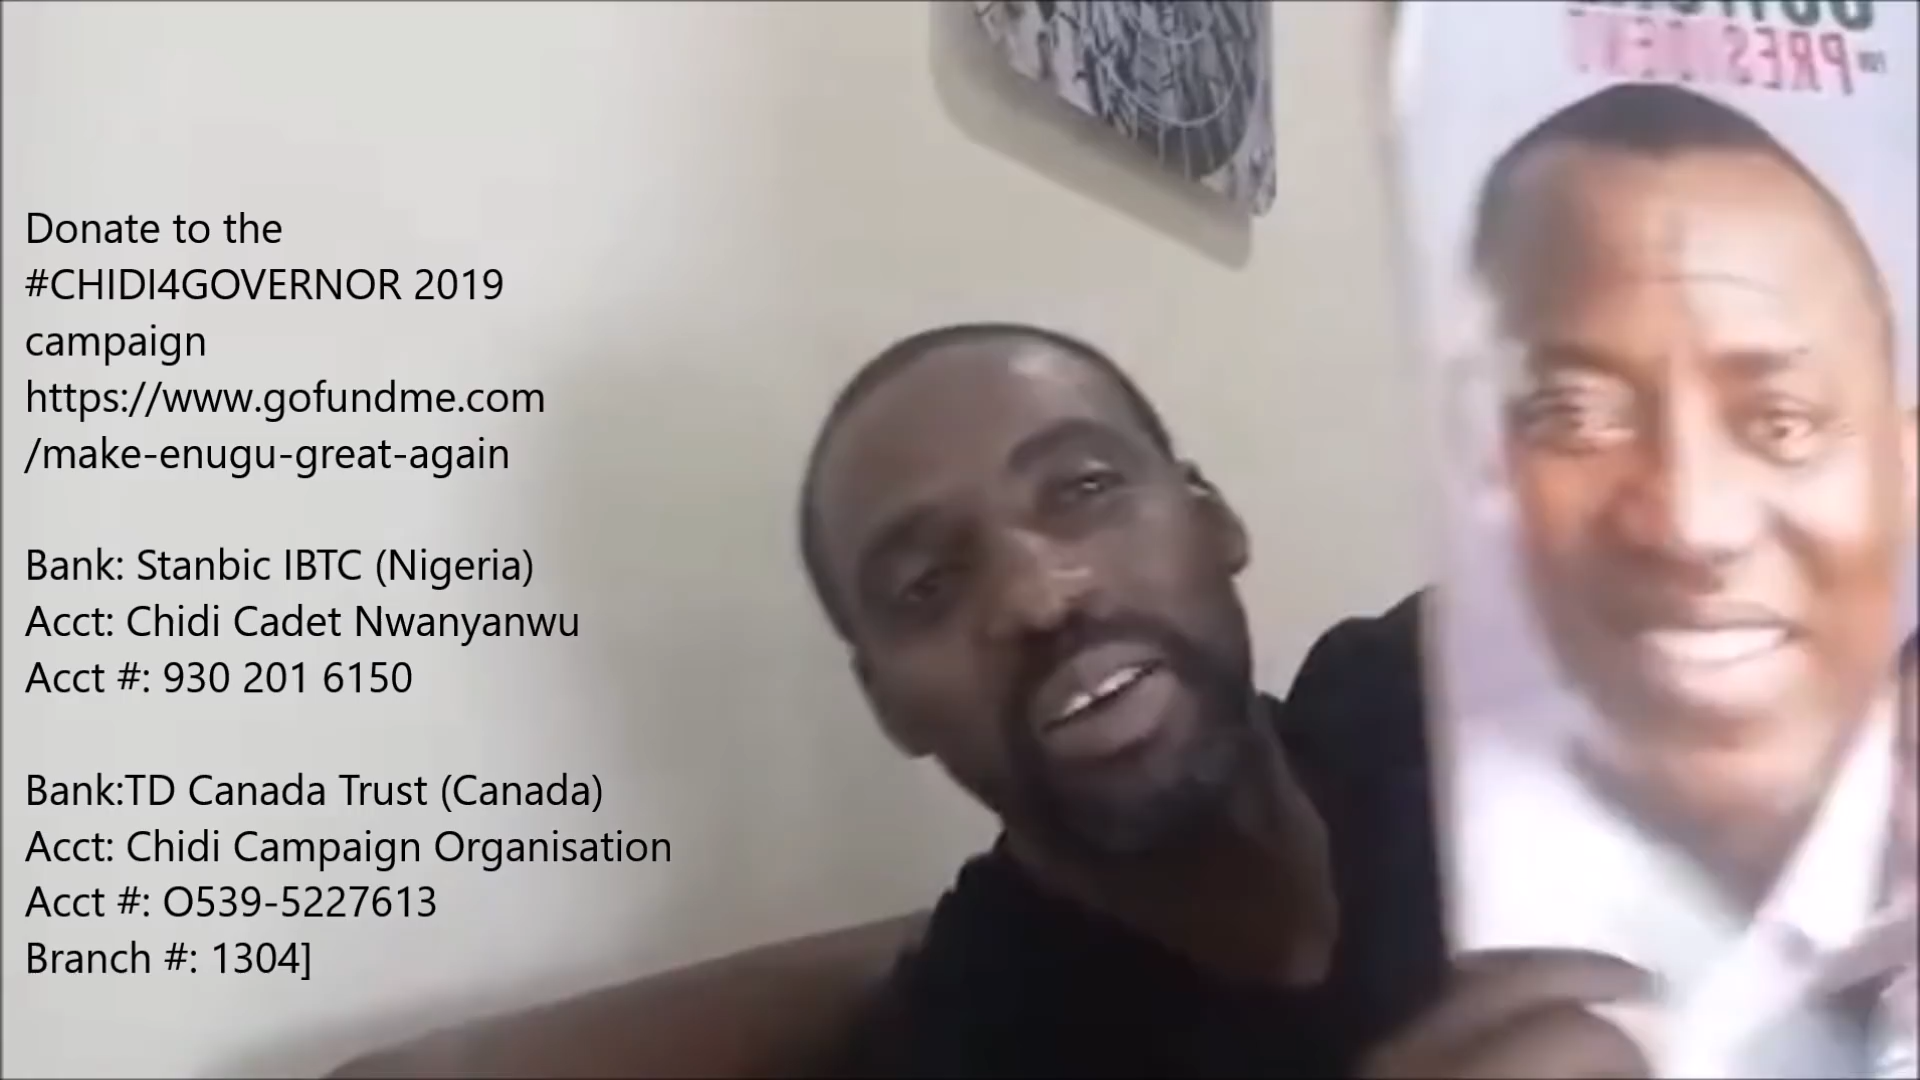 Donate to the
#CHIDI4GOVERNOR 2019
campaign
https://www.gofundme.com
/make-enugu-great-again
Bank: Stanbic IBTC (Nigeria)
Acct: Chidi Cadet Nwanyanwu
Acct #: 930 201 6150
Bank:TD Canada Trust (Canada)
Acct: Chidi Campaign Organisation
Acct #: O539-5227613
Branch #: 1304]
FOR PRESIDENT